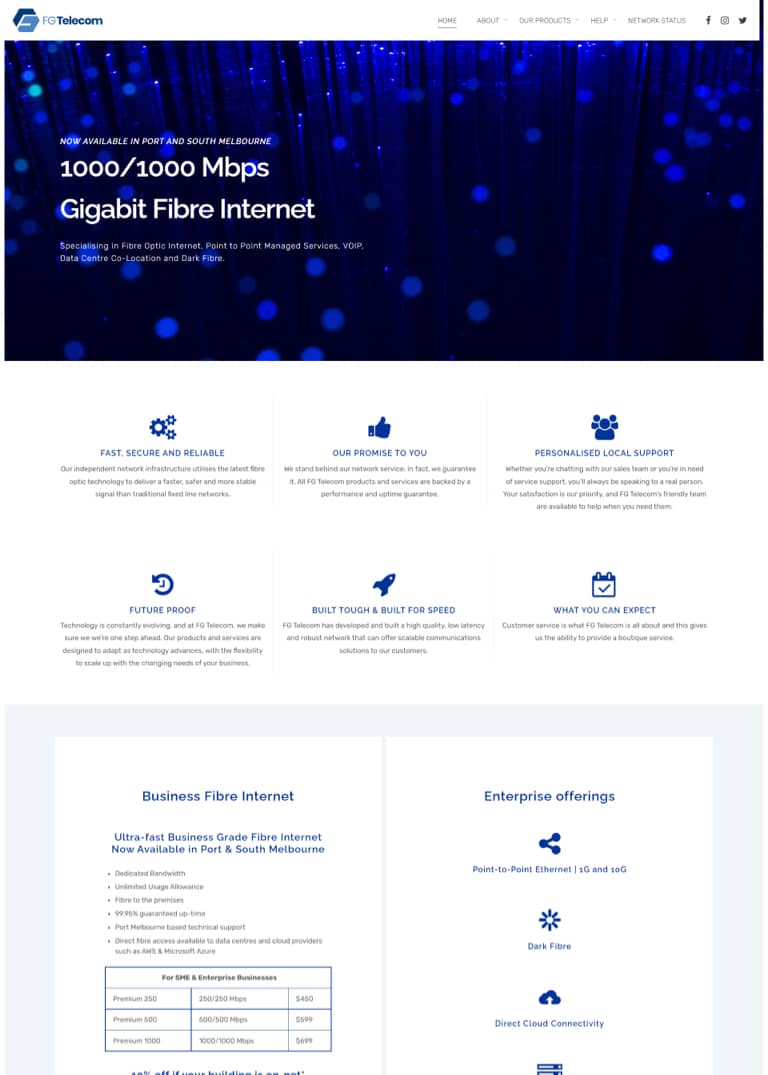 FGTelecom
HOME ABOUT OUR PRODUCTS HELP NETWORK STATUS
NOW AVAILABLE IN PORT AND SOUTH MELBOURNE
1000/1000 Mbps
Gigabit Fibre Internet
Specialising in Fibre Optic Internet, Point to Point Managed Services, VOIP,
Data Centre Co-Location and Dark Fibre.
FAST, SECURE AND RELIABLE
Our independent network infrastructure utilises the latest fibre
optic technology to deliver a faster, safer and more stable
signal than traditional fixed line networks.
OUR PROMISE TO YOU
We stand behind our network service; in fact, we guarantee
it. All FG Telecom products and services are backed by a
performance and uptime guarantee.
PERSONALISED LOCAL SUPPORT
Whether you're chatting with our sales team or you're in need
of service support, you'll always be speaking to a real person.
Your satisfaction is our priority, and FG Telecom's friendly team
are available to help when you need them.
FUTURE PROOF
Technology is constantly evolving, and at FG Telecom, we make
sure we we're one step ahead. Our products and services are
designed to adapt as technology advances, with the flexibility
to scale up with the changing needs of your business.
BUILT TOUGH & BUILT FOR SPEED
FG Telecom has developed and built a high quality, low latency
and robust network that can offer scalable communications
solutions to our customers.
WHAT YOU CAN EXPECT
Customer service is what FG Telecom is all about and this gives
us the ability to provide a boutique service.
Business Fibre Internet
Ultra-fast Business Grade Fibre Internet
Now Available in Port & South Melbourne
• Dedicated Bandwidth
• Unlimited Usage Allowance
• Fibre to the premises
• 99.95% guaranteed up-time
• Port Melbourne based technical support
• Direct fibre access available to data centres and cloud providers
such as AWS & Microsoft Azure
For SME & Enterprise Businesses
Premium 250 250/250 Mbps $450
Premium 500 500/500 Mbps $599
Premium 1000 1000/1000 Mbps $699
10% off if your building is on-net*
Enterprise offerings
Point-to-Point Ethernet | 1G and 10G
Dark Fibre
Direct Cloud Connectivity